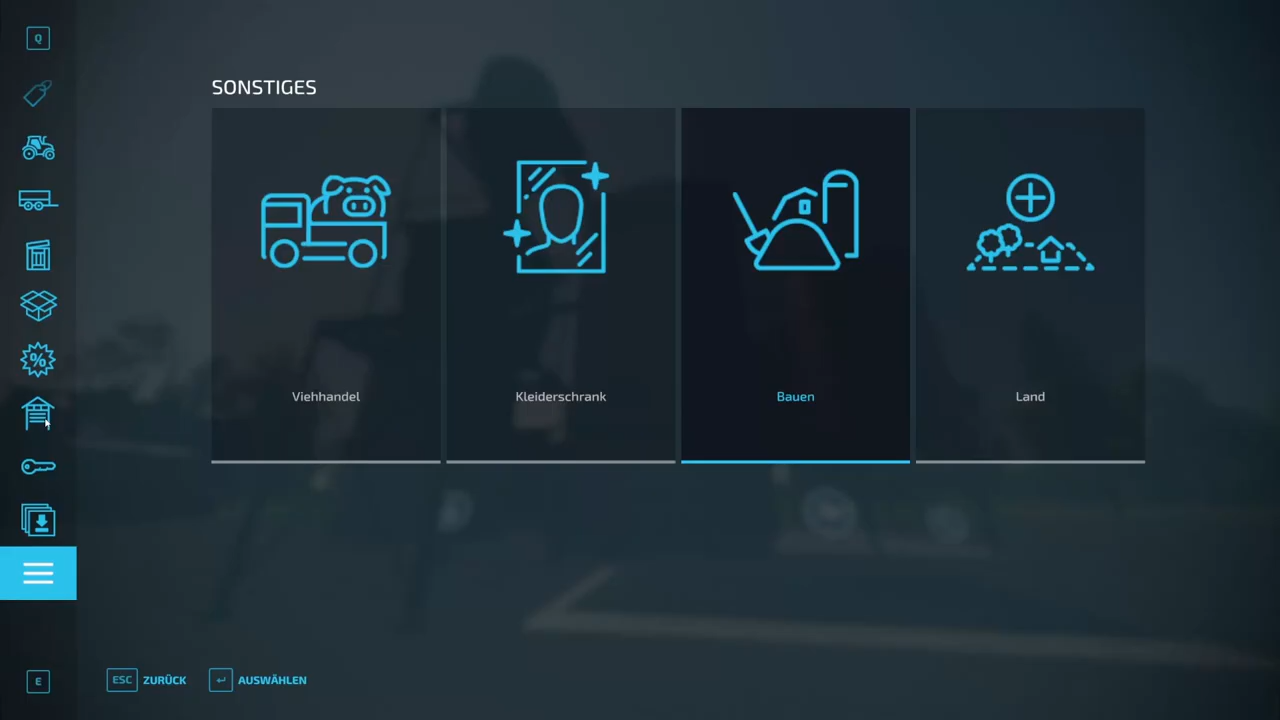 Q
SONSTIGES
%
Viehhandel
Kleiderschrank
Bauen
Land
E
ESC ZURÜCK ↵ AUSWÄHLEN